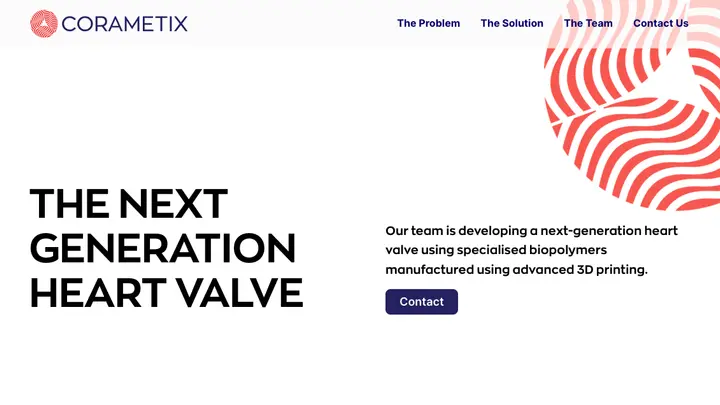 CORAMETIX
The Problem
The Solution
The Team
Contact Us
THE NEXT
GENERATION
HEART VALVE
Our team is developing a next-generation heart
valve using specialised biopolymers
manufactured using advanced 3D printing.
Contact